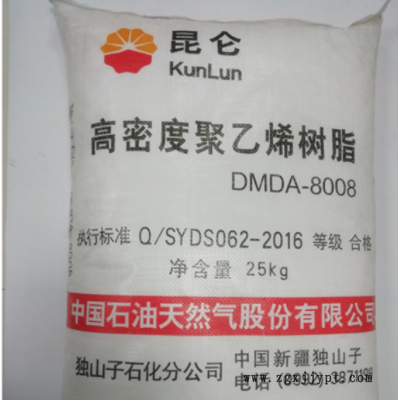 昆仑
KunLun
高密度聚乙烯树脂
DMDA-8008
执行标准 Q/SYDS062-2016 等级 合格
净含量 25kg
中国石油天然气股份有限公司
独山子石化分公司
中国新疆独山子
电话